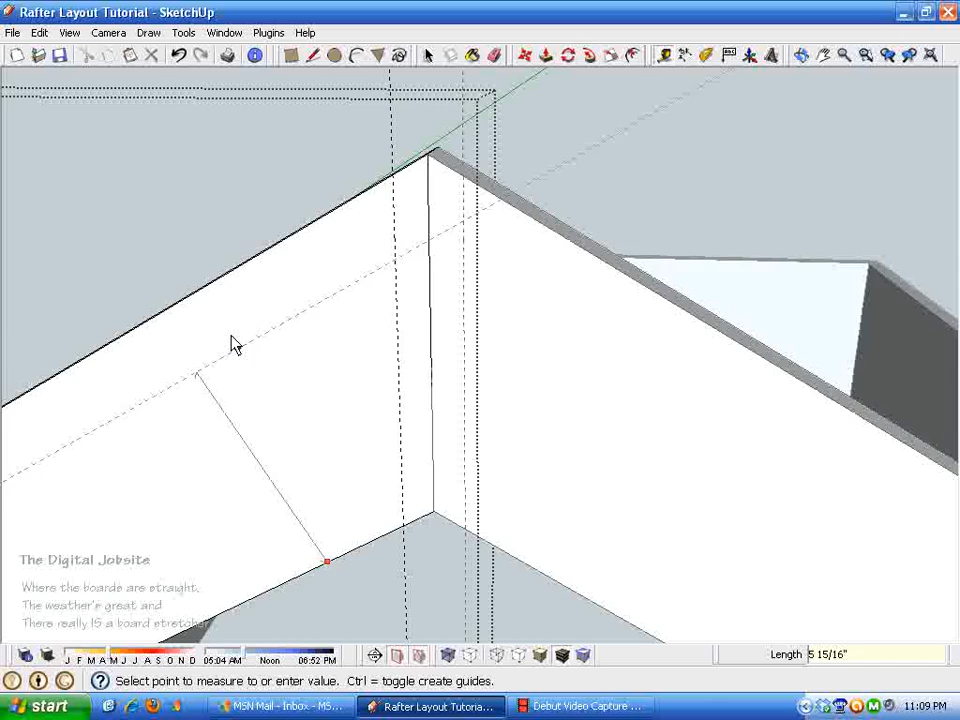 Rafter Layout Tutorial - SketchUp
File Edit View Camera Draw Tools Window Plugins Help
The Digital Jobsite
Where the boards are straight,
The weather's great and
There really IS a board stretcher
J F M A M J J A S O N D 05:04 AM Noon 06:52 PM
Length 5 15/16"
Select point to measure to or enter value. Ctrl = toggle create guides.
start MSN Mail - Inbox - MS... Rafter Layout Tutoria... Debut Video Capture ... 11:09 PM